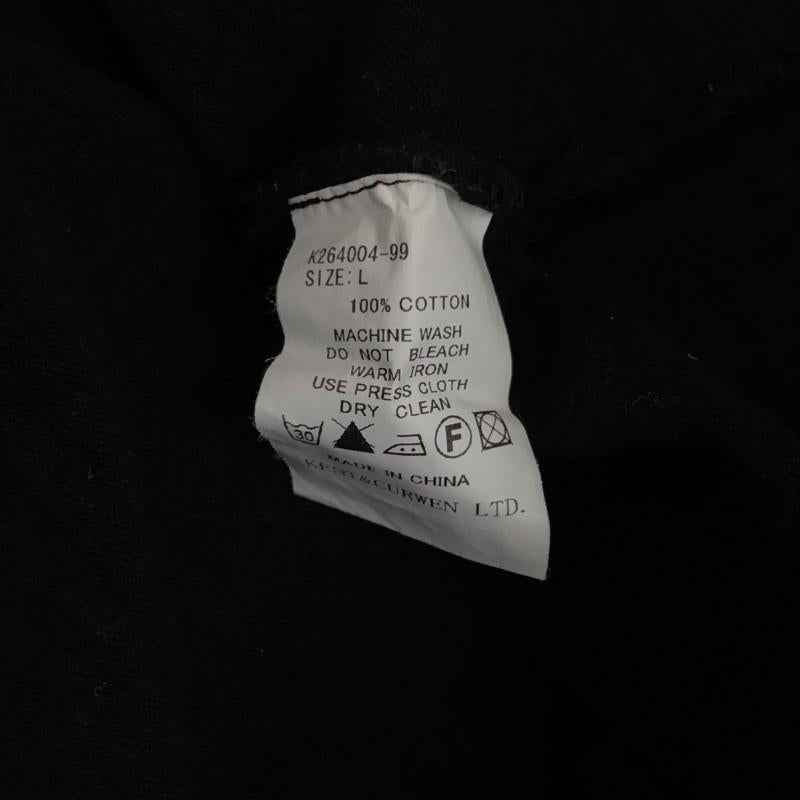 K264004-99
SIZE: L
100% COTTON
MACHINE WASH
DO NOT BLEACH
WARM IRON
USE PRESS CLOTH
DRY CLEAN
30 F
MADE IN CHINA
KENT&CURWEN LTD.